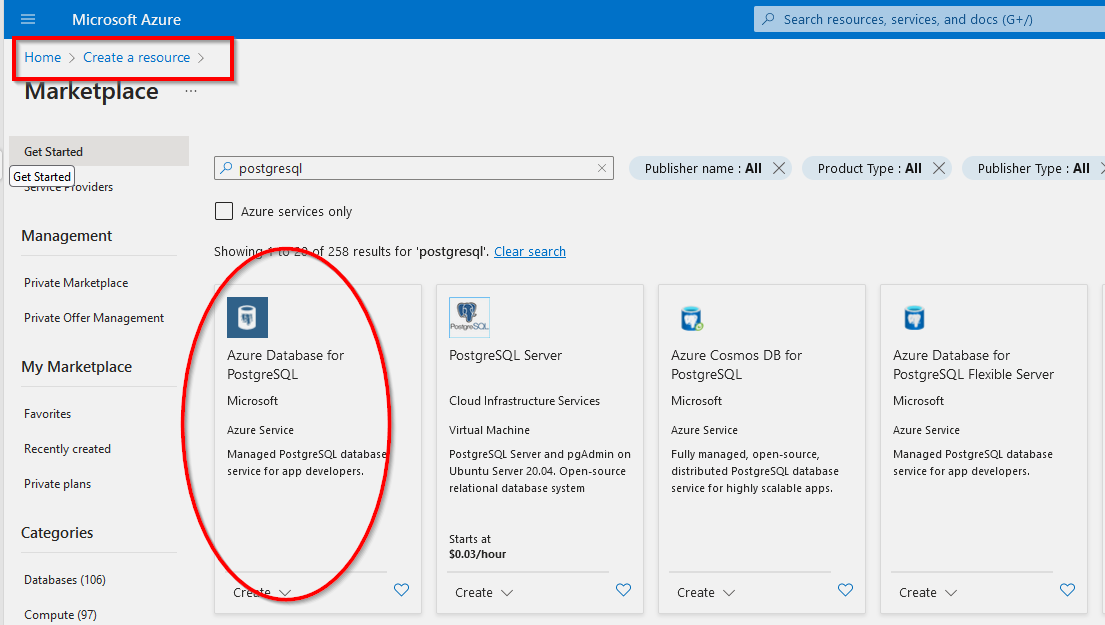 Microsoft Azure
Search resources, services, and docs (G+/)
Home > Create a resource >
Marketplace ...
Get Started
Get Started
Service Providers
Management
Private Marketplace
Private Offer Management
My Marketplace
Favorites
Recently created
Private plans
Categories
Databases (106)
Compute (97)
postgresql
Publisher name : All
Product Type : All
Publisher Type : All
Azure services only
Showing 1 to 20 of 258 results for 'postgresql'. Clear search
Azure Database for
PostgreSQL
Microsoft
Azure Service
Managed PostgreSQL database
service for app developers.
Create
PostgreSQL
PostgreSQL Server
Cloud Infrastructure Services
Virtual Machine
PostgreSQL Server and pgAdmin on
Ubuntu Server 20.04. Open-source
relational database system
Starts at
$0.03/hour
Create
Azure Cosmos DB for
PostgreSQL
Microsoft
Azure Service
Fully managed, open-source,
distributed PostgreSQL database
service for highly scalable apps.
Create
Azure Database for
PostgreSQL Flexible Server
Microsoft
Azure Service
Managed PostgreSQL database
service for app developers.
Create